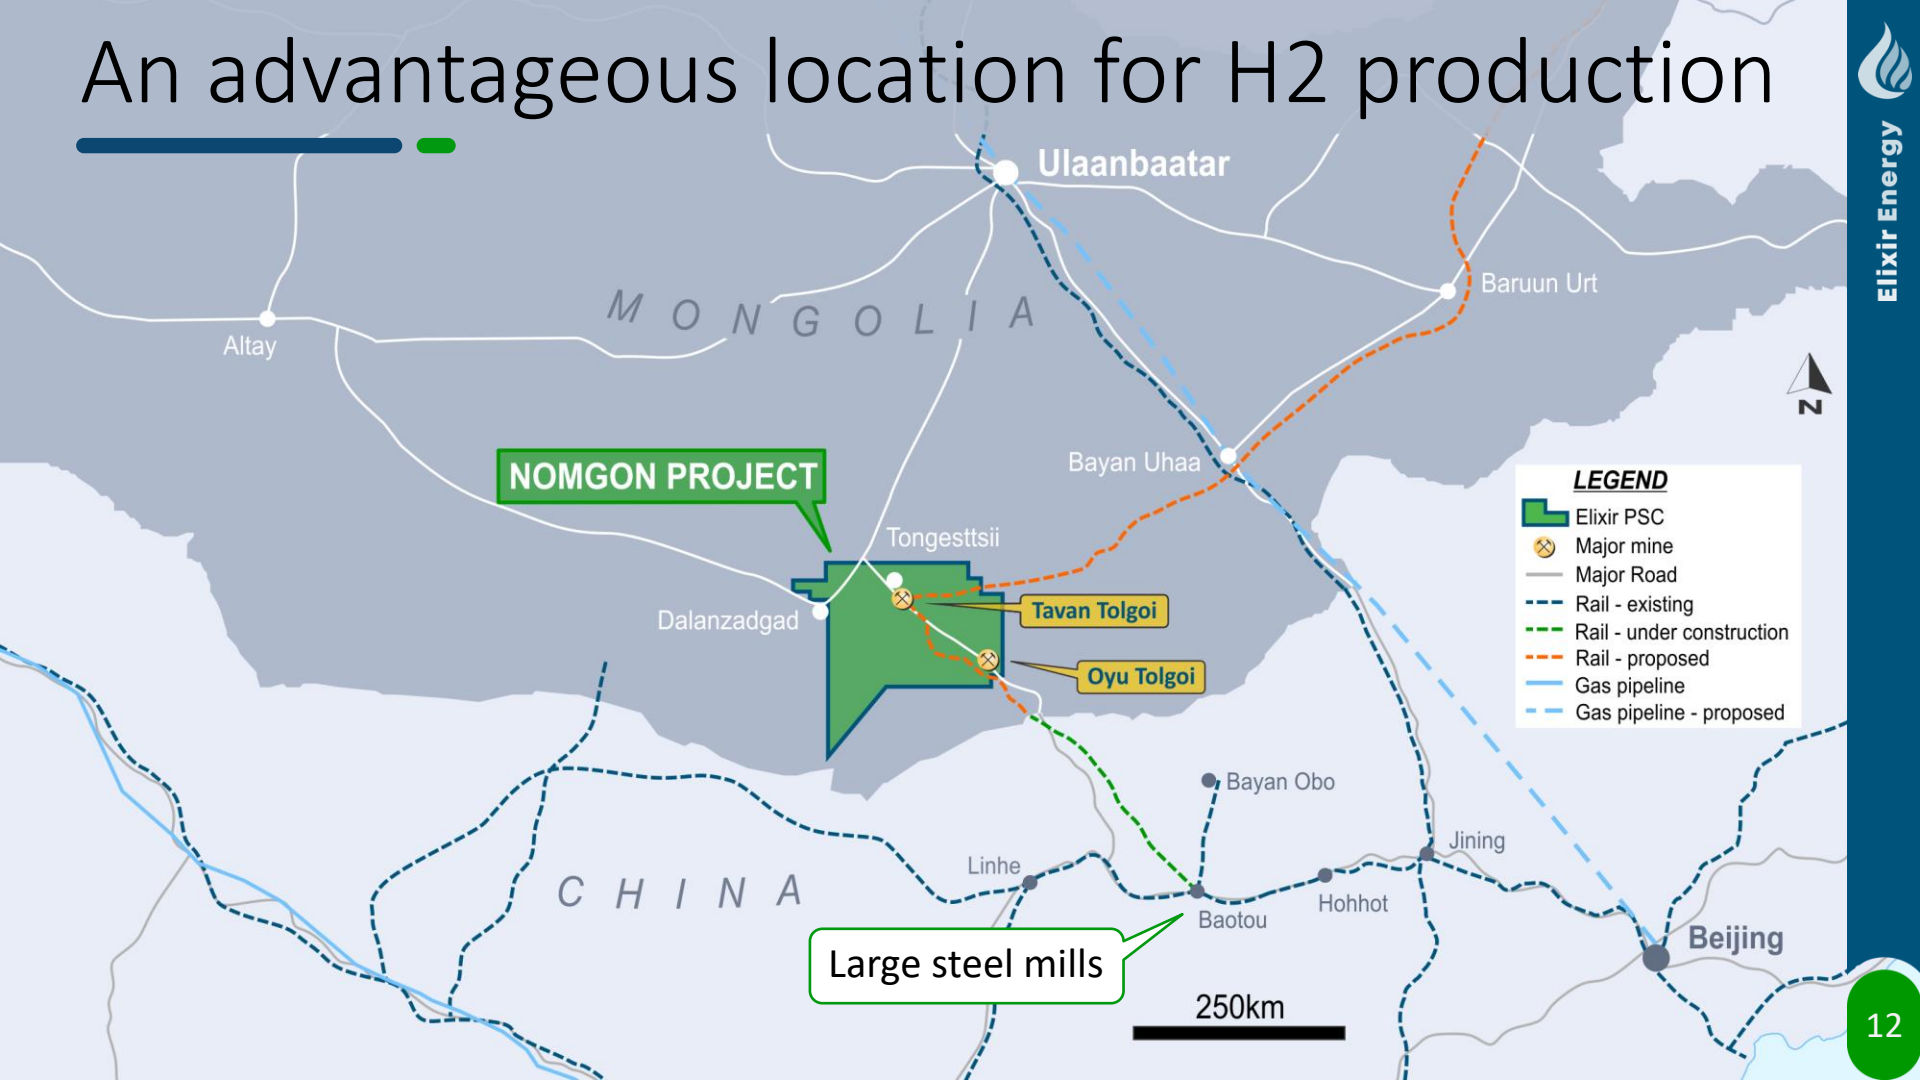 An advantageous location for H2 production
Elixir Energy
Ulaanbaatar
Baruun Urt
MONGOLIA
Altay
N
Bayan Uhaa
NOMGON PROJECT
LEGEND
Elixir PSC
Major mine
Major Road
Rail - existing
Rail - under construction
Rail - proposed
Gas pipeline
Gas pipeline - proposed
Tongesttsii
Tavan Tolgoi
Dalanzadgad
Oyu Tolgoi
Bayan Obo
Jining
Linhe
CHINA
Hohhot
Baotou
Beijing
Large steel mills
250km
12